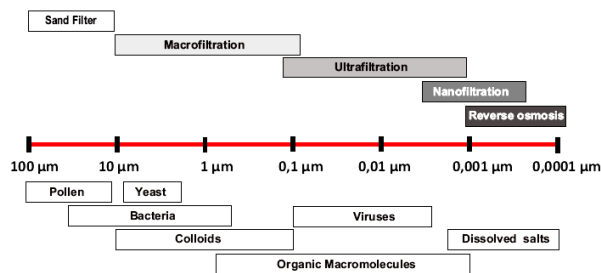 Sand Filter
Macrofiltration
Ultrafiltration
Nanofiltration
Reverse osmosis
100 µm 10 µm 1 µm 0,1 µm 0,01 µm 0,001 µm 0,0001 µm
Pollen Yeast
Bacteria Viruses
Colloids Dissolved salts
Organic Macromolecules